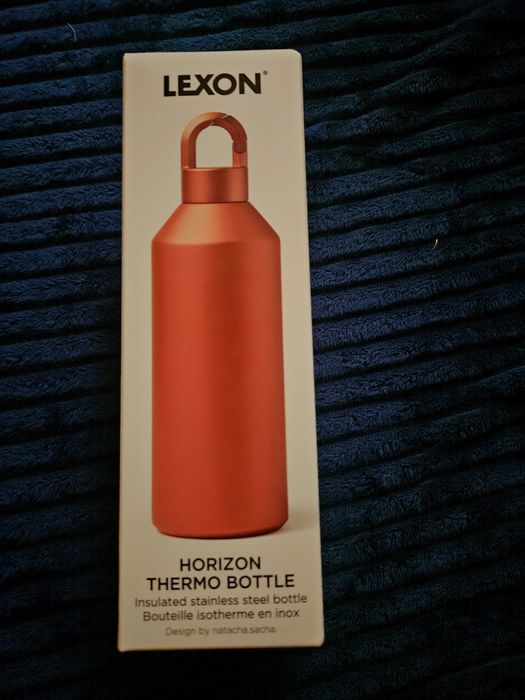 LEXON®
HORIZON
THERMO BOTTLE
Insulated stainless steel bottle
Bouteille isotherme en inox
Design by natacha.sacha.